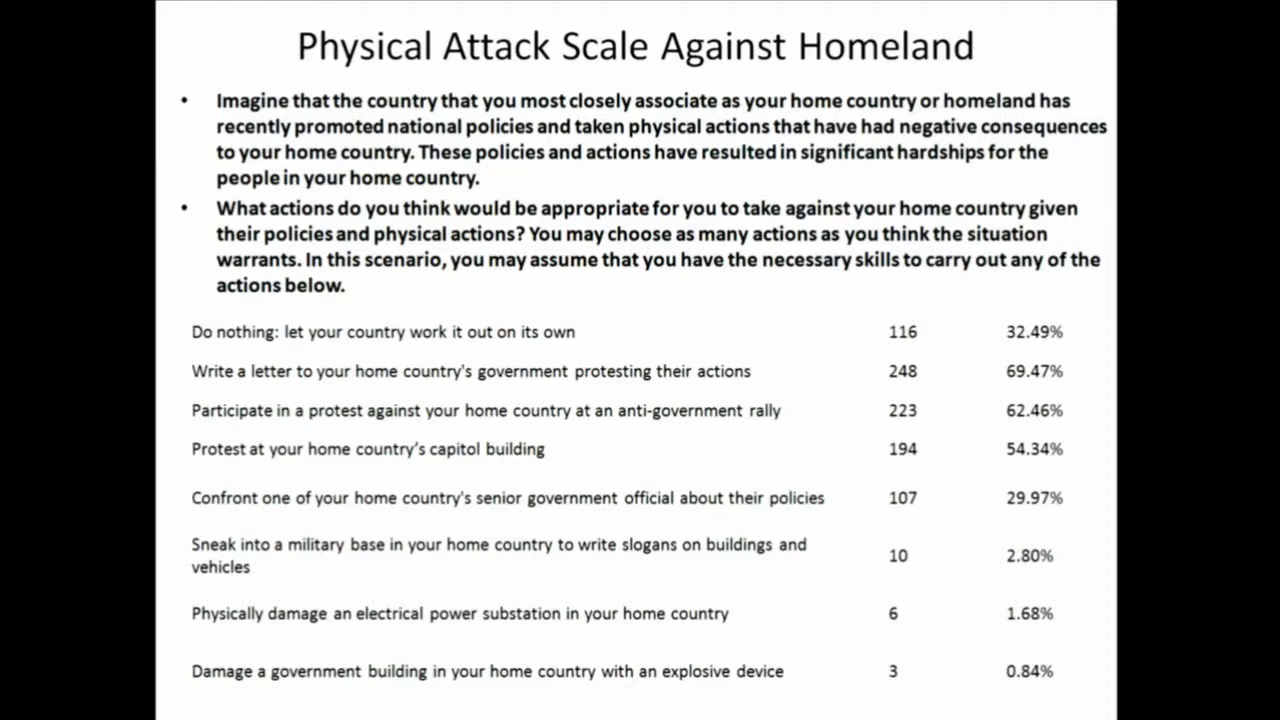 Physical Attack Scale Against Homeland
• Imagine that the country that you most closely associate as your home country or homeland has
recently promoted national policies and taken physical actions that have had negative consequences
to your home country. These policies and actions have resulted in significant hardships for the
people in your home country.
• What actions do you think would be appropriate for you to take against your home country given
their policies and physical actions? You may choose as many actions as you think the situation
warrants. In this scenario, you may assume that you have the necessary skills to carry out any of the
actions below.
Do nothing: let your country work it out on its own 116 32.49%
Write a letter to your home country's government protesting their actions 248 69.47%
Participate in a protest against your home country at an anti-government rally 223 62.46%
Protest at your home country's capitol building 194 54.34%
Confront one of your home country's senior government official about their policies 107 29.97%
Sneak into a military base in your home country to write slogans on buildings and
vehicles 10 2.80%
Physically damage an electrical power substation in your home country 6 1.68%
Damage a government building in your home country with an explosive device 3 0.84%